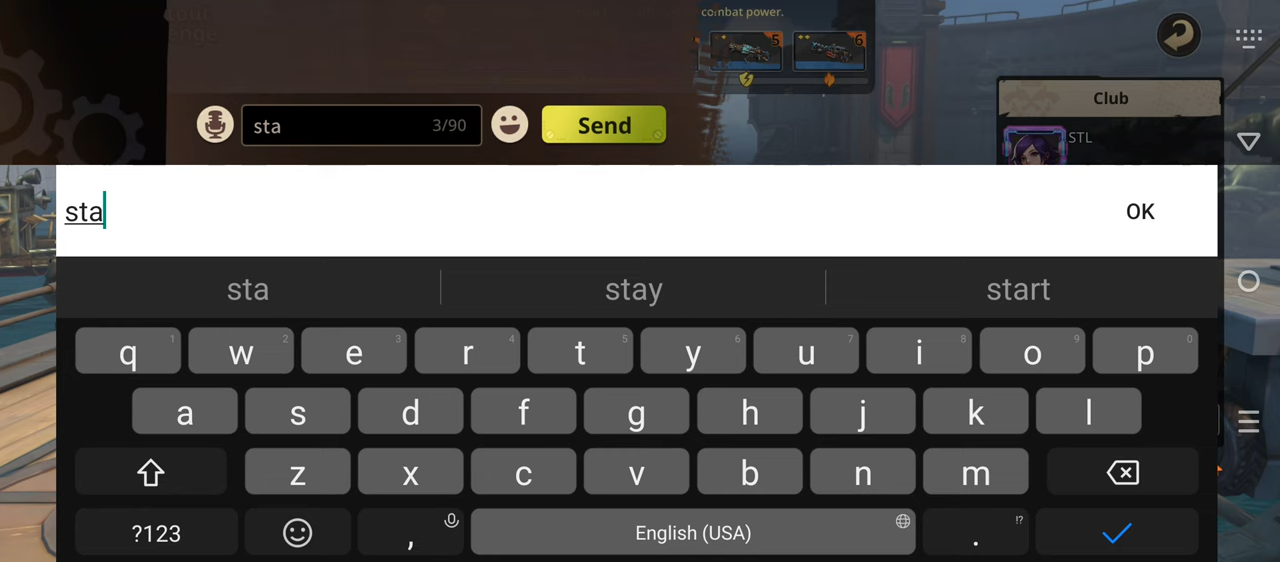 combat power.
5 6
Club
sta 3/90 Send
STL
sta OK
sta stay start
q 1 w 2 e 3 r 4 t 5 y 6 u 7 i 8 o 9 p 0
a s d f g h j k l
z x c v b n m
?123 , English (USA) . !?